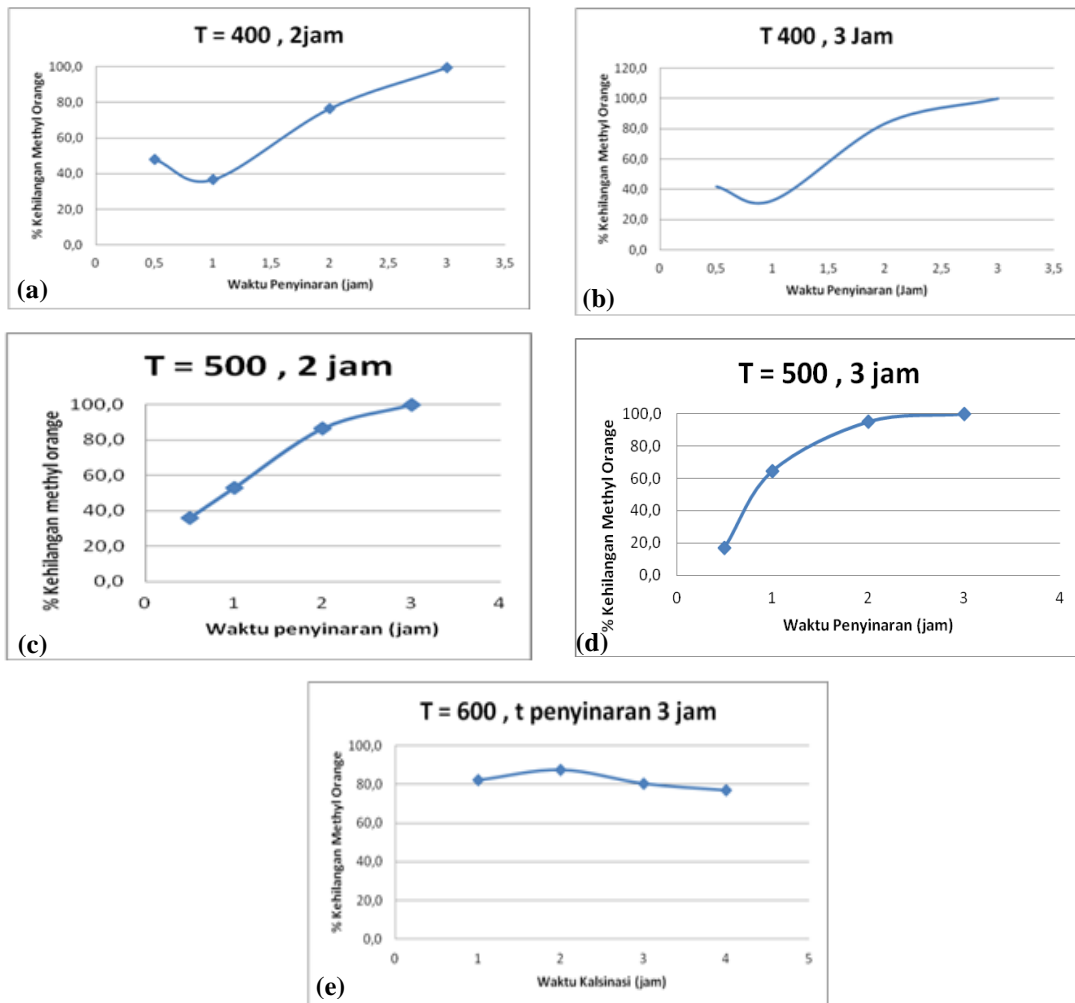 T = 400 , 2jam
% Kehilangan Methyl Orange
100,0
80,0
60,0
40,0
20,0
0,0
0 0,5 1 1,5 2 2,5 3 3,5
Waktu Penyinaran (jam)
(a)
T 400 , 3 Jam
% Kehilangan Methyl Orange
120,0
100,0
80,0
60,0
40,0
20,0
0,0
0 0,5 1 1,5 2 2,5 3 3,5
Waktu Penyinaran (Jam)
(b)
T = 500 , 2 jam
% Kehilangan methyl orange
100,0
80,0
60,0
40,0
20,0
0,0
0 1 2 3 4
Waktu penyinaran (jam)
(c)
T = 500 , 3 jam
% Kehilangan Methyl Orange
100,0
80,0
60,0
40,0
20,0
0,0
0 1 2 3 4
Waktu Penyinaran (jam)
(d)
T = 600 , t penyinaran 3 jam
% Kehilangan Methyl Orange
100,0
80,0
60,0
40,0
20,0
0,0
0 1 2 3 4 5
Waktu Kalsinasi (jam)
(e)